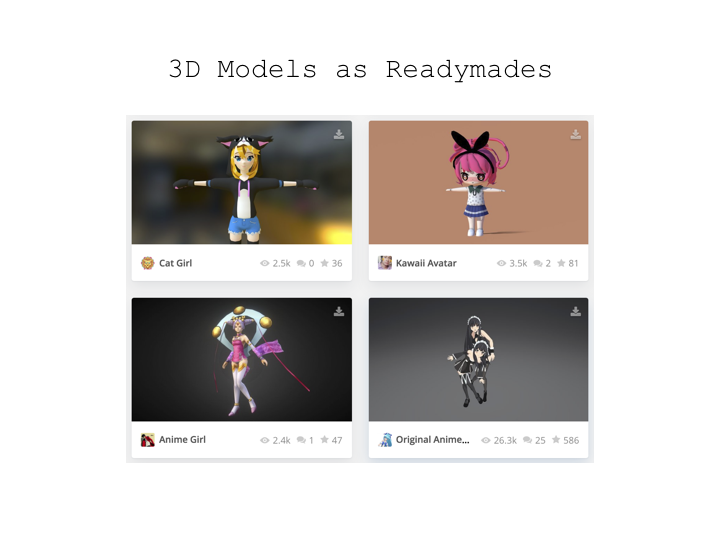 3D Models as Readymades
Cat Girl 2.5k 0 36
Kawaii Avatar 3.5k 2 81
Anime Girl 2.4k 1 47
Original Anime... 26.3k 25 586